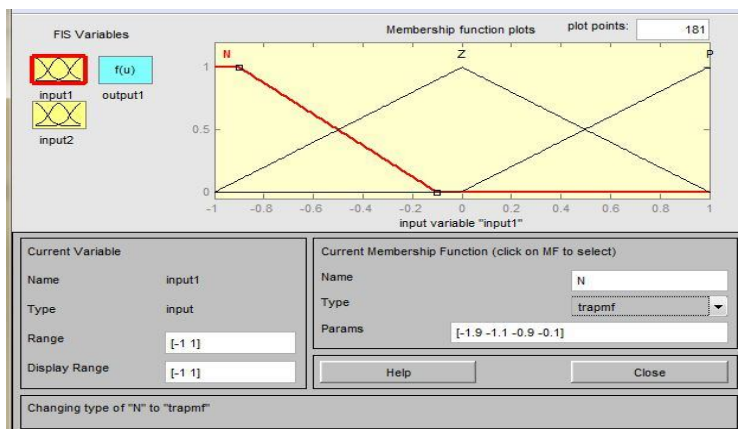 FIS Variables
Membership function plots
plot points:
181
f(u)
input1
output1
input2
N
Z
P
1
0.5
0
-1
-0.8
-0.6
-0.4
-0.2
0
0.2
0.4
0.6
0.8
1
input variable "input1"
Current Variable
Name
input1
Type
input
Range
[-1 1]
Display Range
[-1 1]
Current Membership Function (click on MF to select)
Name
N
Type
trapmf
Params
[-1.9 -1.1 -0.9 -0.1]
Help
Close
Changing type of "N" to "trapmf"